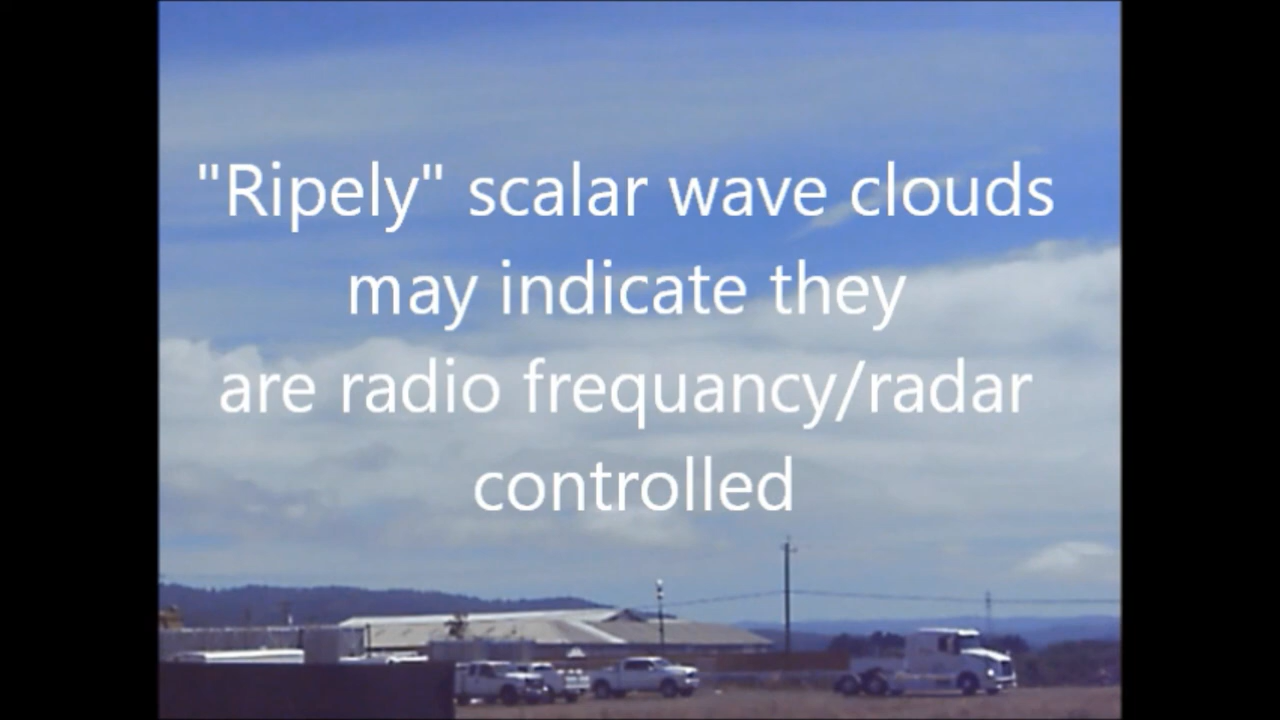 "Ripely" scalar wave clouds
may indicate they
are radio frequancy/radar
controlled